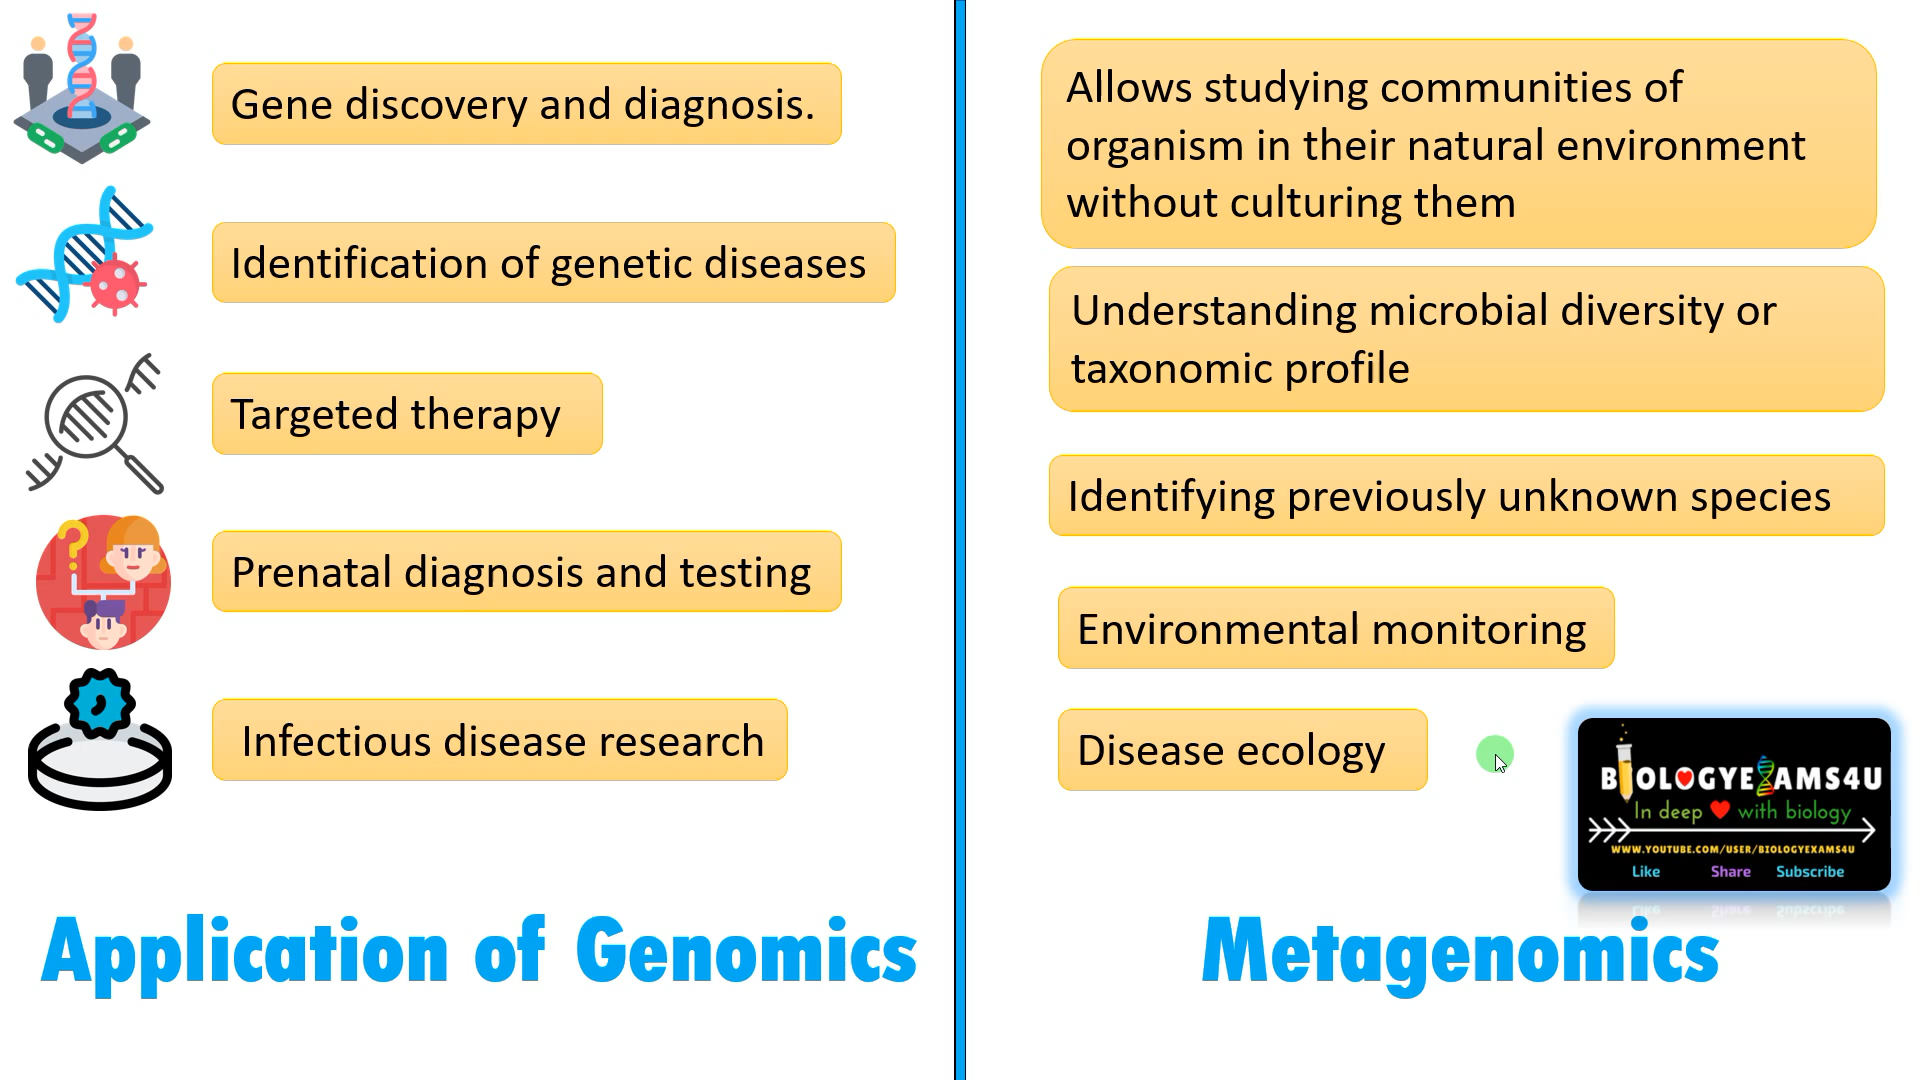 Gene discovery and diagnosis.
Identification of genetic diseases
Targeted therapy
?
Prenatal diagnosis and testing
Infectious disease research
Application of Genomics
Allows studying communities of
organism in their natural environment
without culturing them
Understanding microbial diversity or
taxonomic profile
Identifying previously unknown species
Environmental monitoring
Disease ecology
BIOLOGYEXAMS4U
In deep ❤ with biology
WWW.YOUTUBE.COM/USER/BIOLOGYEXAMS4U
Like Share Subscribe
Metagenomics